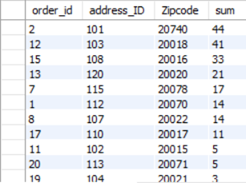 order_id address_ID Zipcode sum
2 101 20740 44
12 103 20018 41
15 108 20016 33
13 120 20020 21
7 115 20078 17
1 112 20070 14
8 107 20022 14
17 110 20017 11
11 102 20015 5
20 113 20071 5
19 104 20021 3